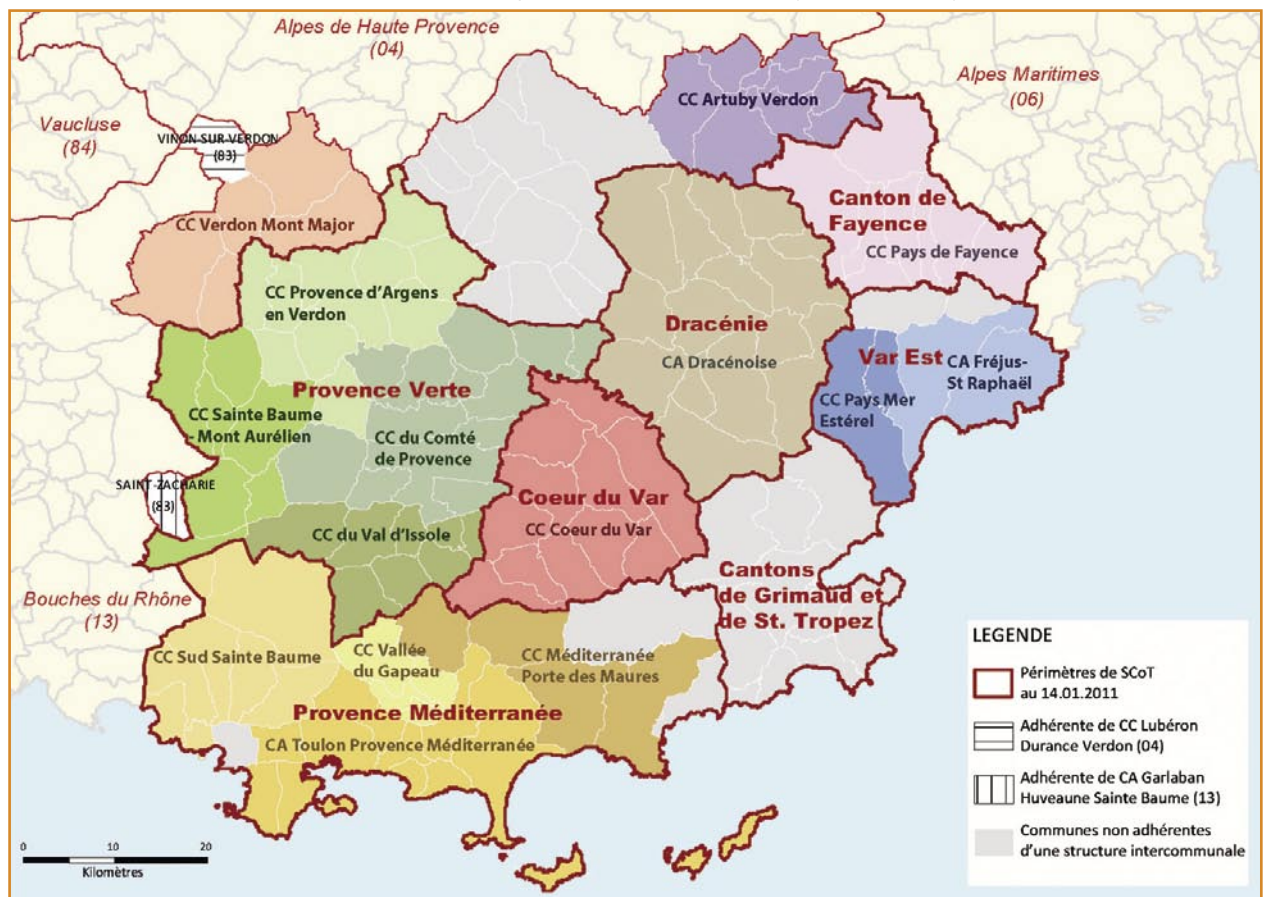 Alpes de Haute Provence
(04)
Alpes Maritimes
(06)
Vaucluse
(84)
VINON-SUR-VERDON
(83)
CC Artuby Verdon
CC Verdon Mont Major
Canton de
Fayence
CC Pays de Fayence
CC Provence d'Argens
en Verdon
Dracénie
CA Dracénoise
Var Est
CA Fréjus-
St Raphaël
CC Pays Mer
Estérel
Provence Verte
CC Sainte Baume
- Mont Aurélien
CC du Comté
de Provence
SAINT-ZACHARIE
(83)
Coeur du Var
CC Coeur du Var
CC du Val d'Issole
Cantons
de Grimaud et
de St. Tropez
Bouches du Rhône
(13)
CC Sud Sainte Baume
CC Vallée
du Gapeau
CC Méditerranée
Porte des Maures
Provence Méditerranée
CA Toulon Provence Méditerranée
LEGENDE
Périmètres de SCoT
au 14.01.2011
Adhérente de CC Lubéron
Durance Verdon (04)
Adhérente de CA Garlaban
Huveaune Sainte Baume (13)
Communes non adhérentes
d'une structure intercommunale
0 10 20
Kilomètres